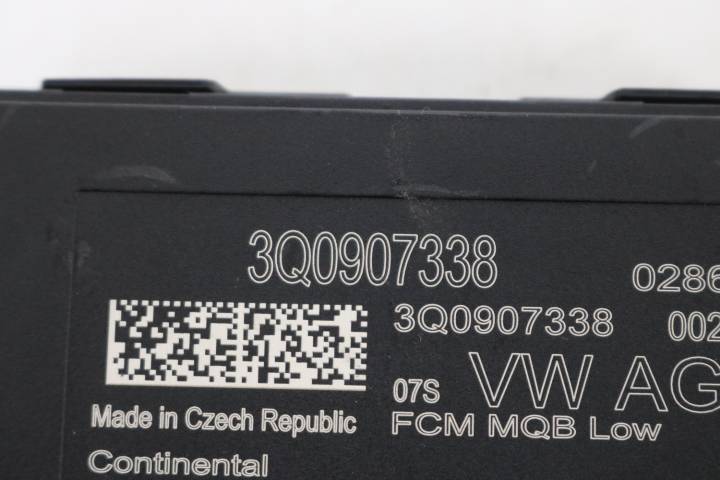 3Q0907338
0286
3Q0907338 002
07S VW AG
Made in Czech Republic FCM MQB Low
Continental